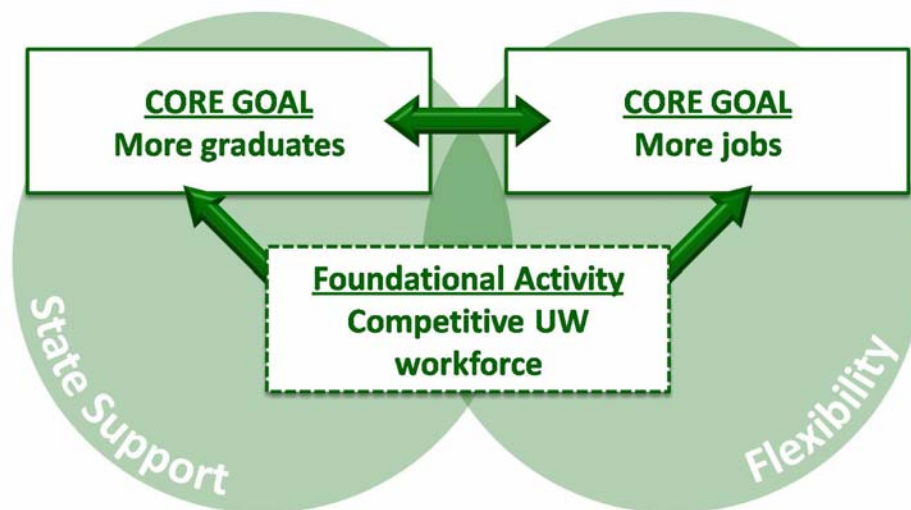 CORE GOAL
More graduates
CORE GOAL
More jobs
Foundational Activity
Competitive UW
workforce
State Support
Flexibility